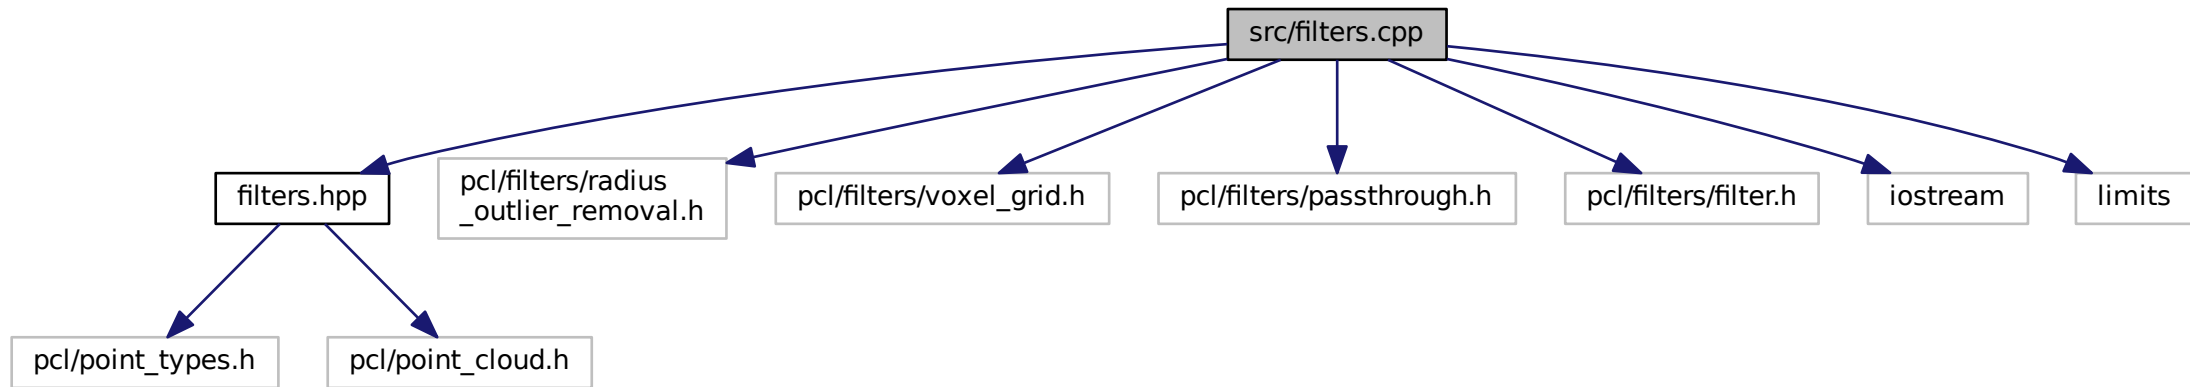 src/filters.cpp
filters.hpp
pcl/filters/radius
_outlier_removal.h
pcl/filters/voxel_grid.h
pcl/filters/passthrough.h
pcl/filters/filter.h
iostream
limits
pcl/point_types.h
pcl/point_cloud.h